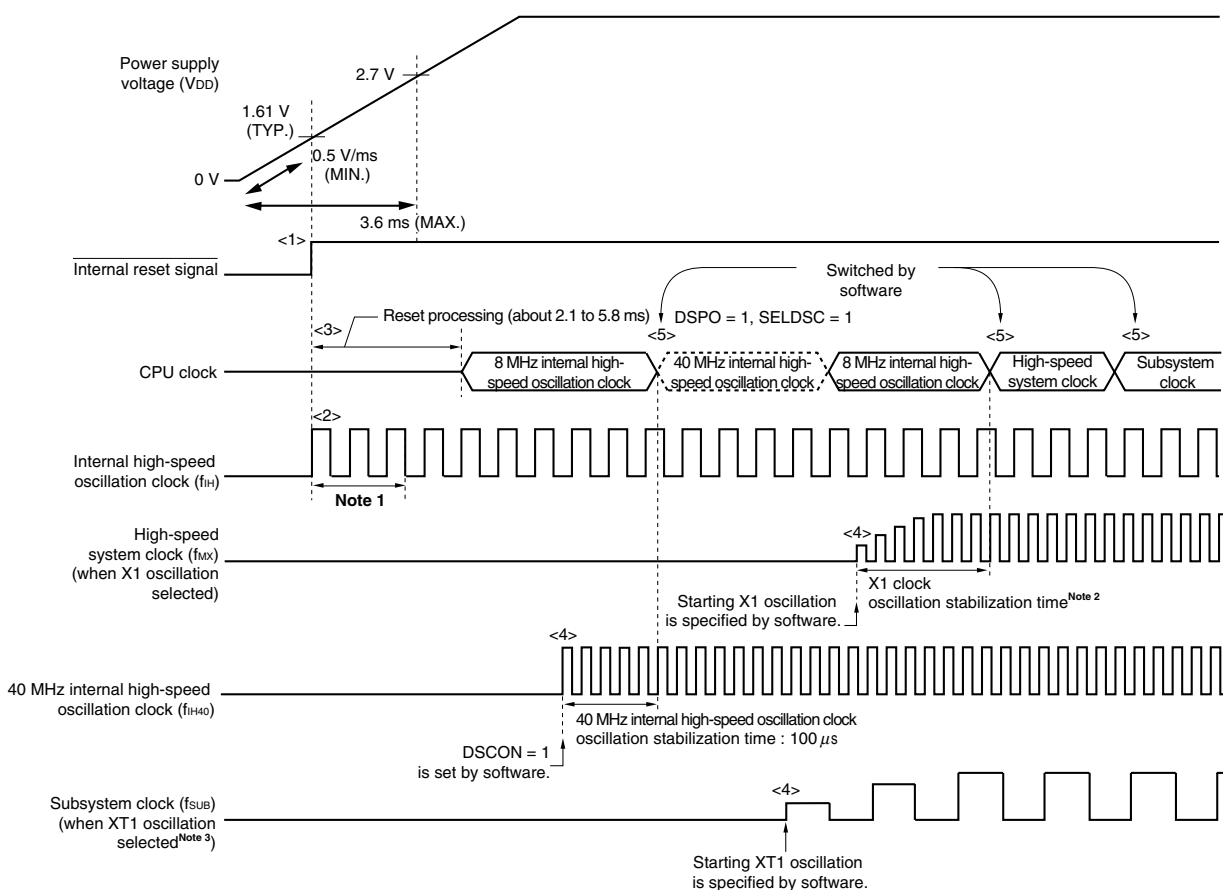 Power supply
voltage (VDD)
2.7 V
1.61 V
(TYP.)
0.5 V/ms
(MIN.)
0 V
3.6 ms (MAX.)
<1>
Internal reset signal
Switched by
software
<3>
Reset processing (about 2.1 to 5.8 ms)
DSPO = 1, SELDSC = 1
<5>
<5>
<5>
CPU clock
8 MHz internal high-
speed oscillation clock
40 MHz internal high-
speed oscillation clock
8 MHz internal high-
speed oscillation clock
High-speed
system clock
Subsystem
clock
<2>
Internal high-speed
oscillation clock (fIH)
Note 1
High-speed
system clock (fMX)
(when X1 oscillation
selected)
<4>
X1 clock
oscillation stabilization time Note 2
Starting X1 oscillation
is specified by software.
<4>
40 MHz internal high-speed
oscillation clock (fIH40)
40 MHz internal high-speed oscillation clock
oscillation stabilization time : 100 μs
DSCON = 1
is set by software.
<4>
Subsystem clock (fSUB)
(when XT1 oscillation
selected Note 3)
Starting XT1 oscillation
is specified by software.